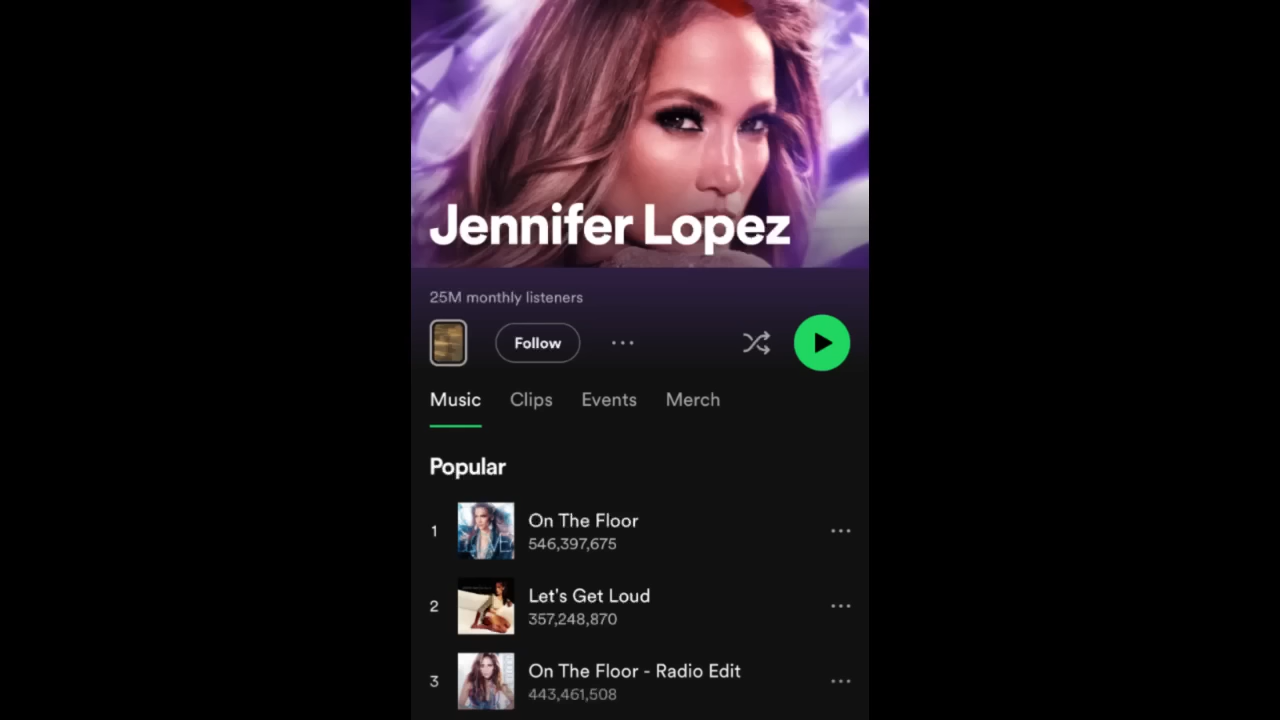 Jennifer Lopez
25M monthly listeners
Follow
Music Clips Events Merch
Popular
1
On The Floor
546,397,675
2
Let's Get Loud
357,248,870
3
On The Floor - Radio Edit
443,461,508